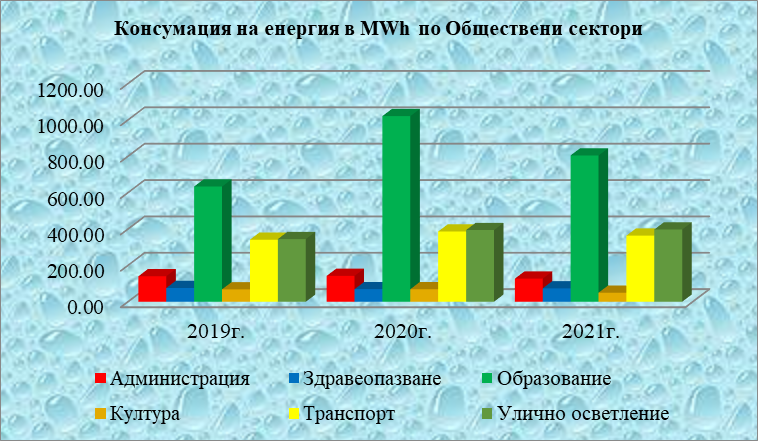 Консумация на енергия в MWh по Обществени сектори
1200.00
1000.00
800.00
600.00
400.00
200.00
0.00
2019г. 2020г. 2021г.
Администрация Здравеопазване Образование
Култура Транспорт Улично осветление